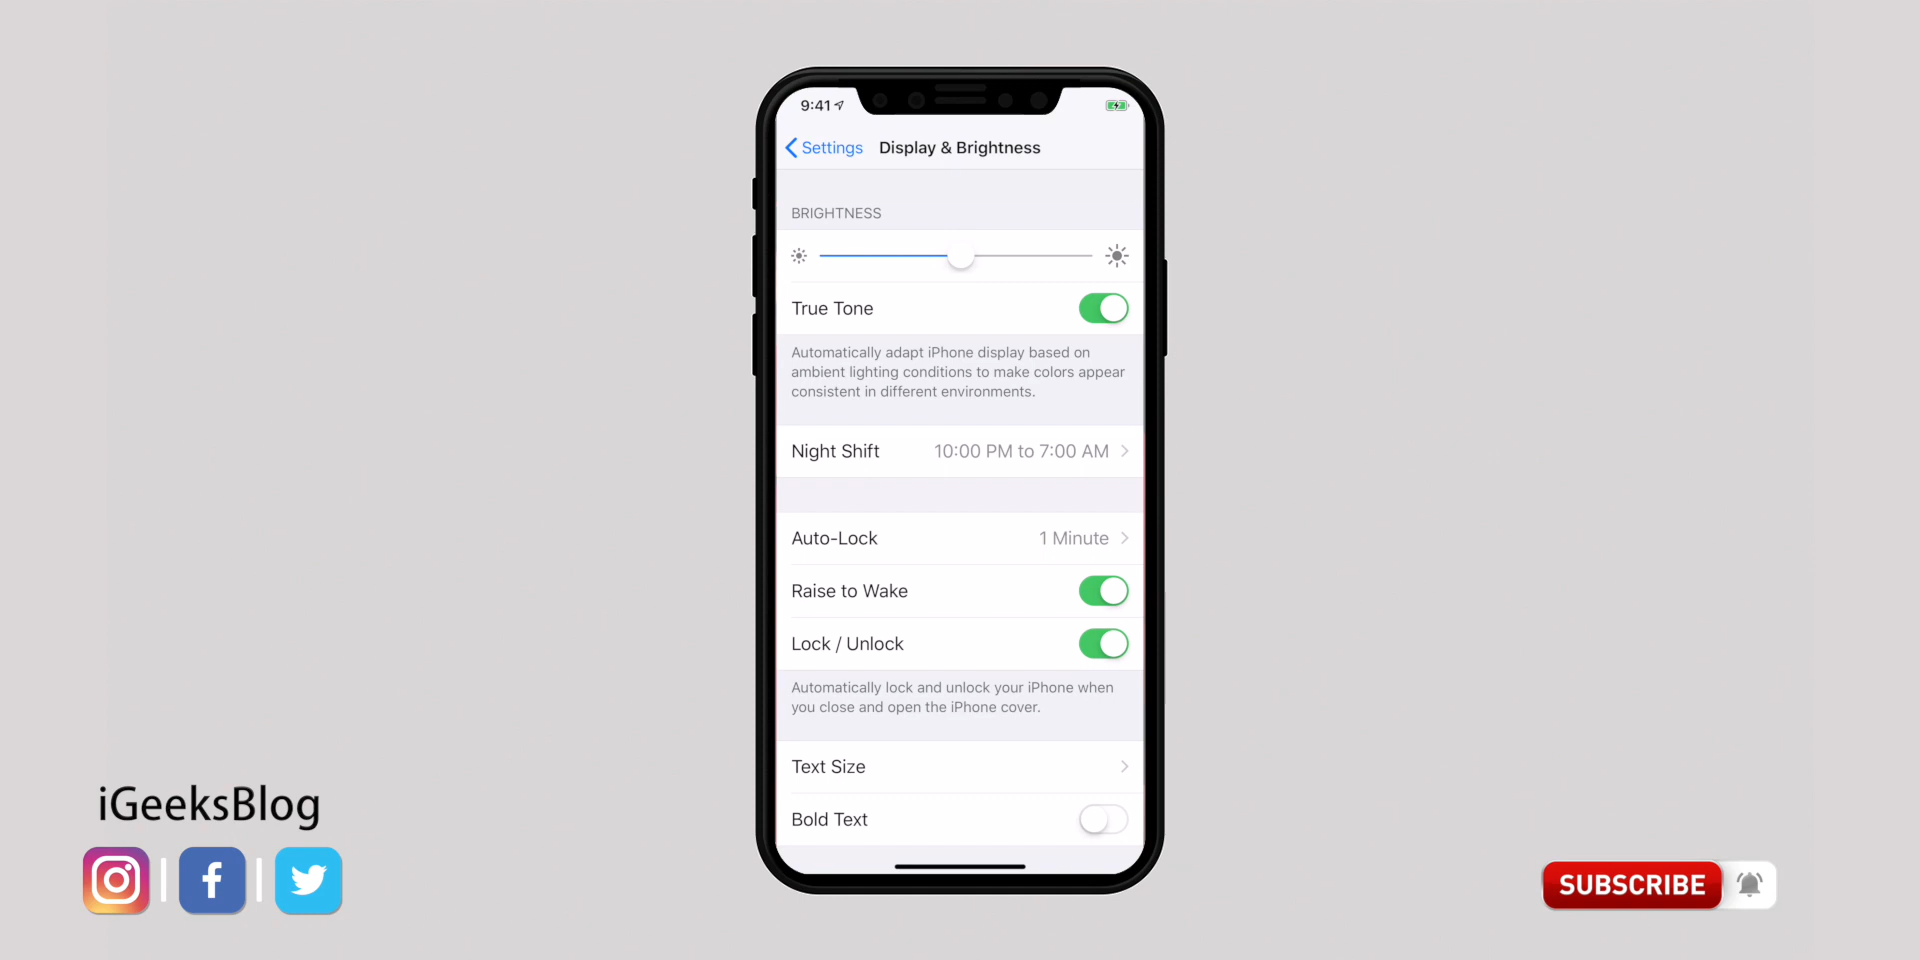 9:41
Settings Display & Brightness
BRIGHTNESS
True Tone
Automatically adapt iPhone display based on
ambient lighting conditions to make colors appear
consistent in different environments.
Night Shift 10:00 PM to 7:00 AM
Auto-Lock 1 Minute
Raise to Wake
Lock / Unlock
Automatically lock and unlock your iPhone when
you close and open the iPhone cover.
Text Size
Bold Text
iGeeksBlog
SUBSCRIBE